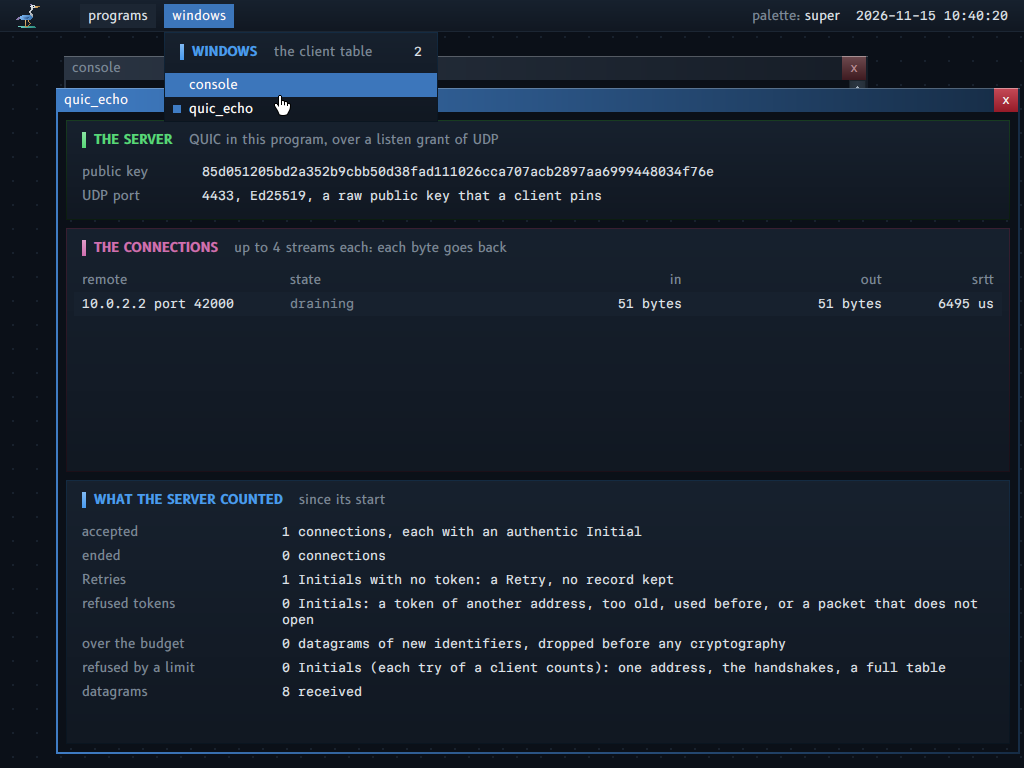 programs windows palette: super 2026-11-15 10:40:20
WINDOWS the client table 2
console x
console
quic_echo
quic_echo x
THE SERVER QUIC in this program, over a listen grant of UDP
public key 85d051205bd2a352b9cbb50d38fad111026cca707acb2897aa6999448034f76e
UDP port 4433, Ed25519, a raw public key that a client pins
THE CONNECTIONS up to 4 streams each: each byte goes back
remote state in out srtt
10.0.2.2 port 42000 draining 51 bytes 51 bytes 6495 us
WHAT THE SERVER COUNTED since its start
accepted 1 connections, each with an authentic Initial
ended 0 connections
Retries 1 Initials with no token: a Retry, no record kept
refused tokens 0 Initials: a token of another address, too old, used before, or a packet that does not
open
over the budget 0 datagrams of new identifiers, dropped before any cryptography
refused by a limit 0 Initials (each try of a client counts): one address, the handshakes, a full table
datagrams 8 received